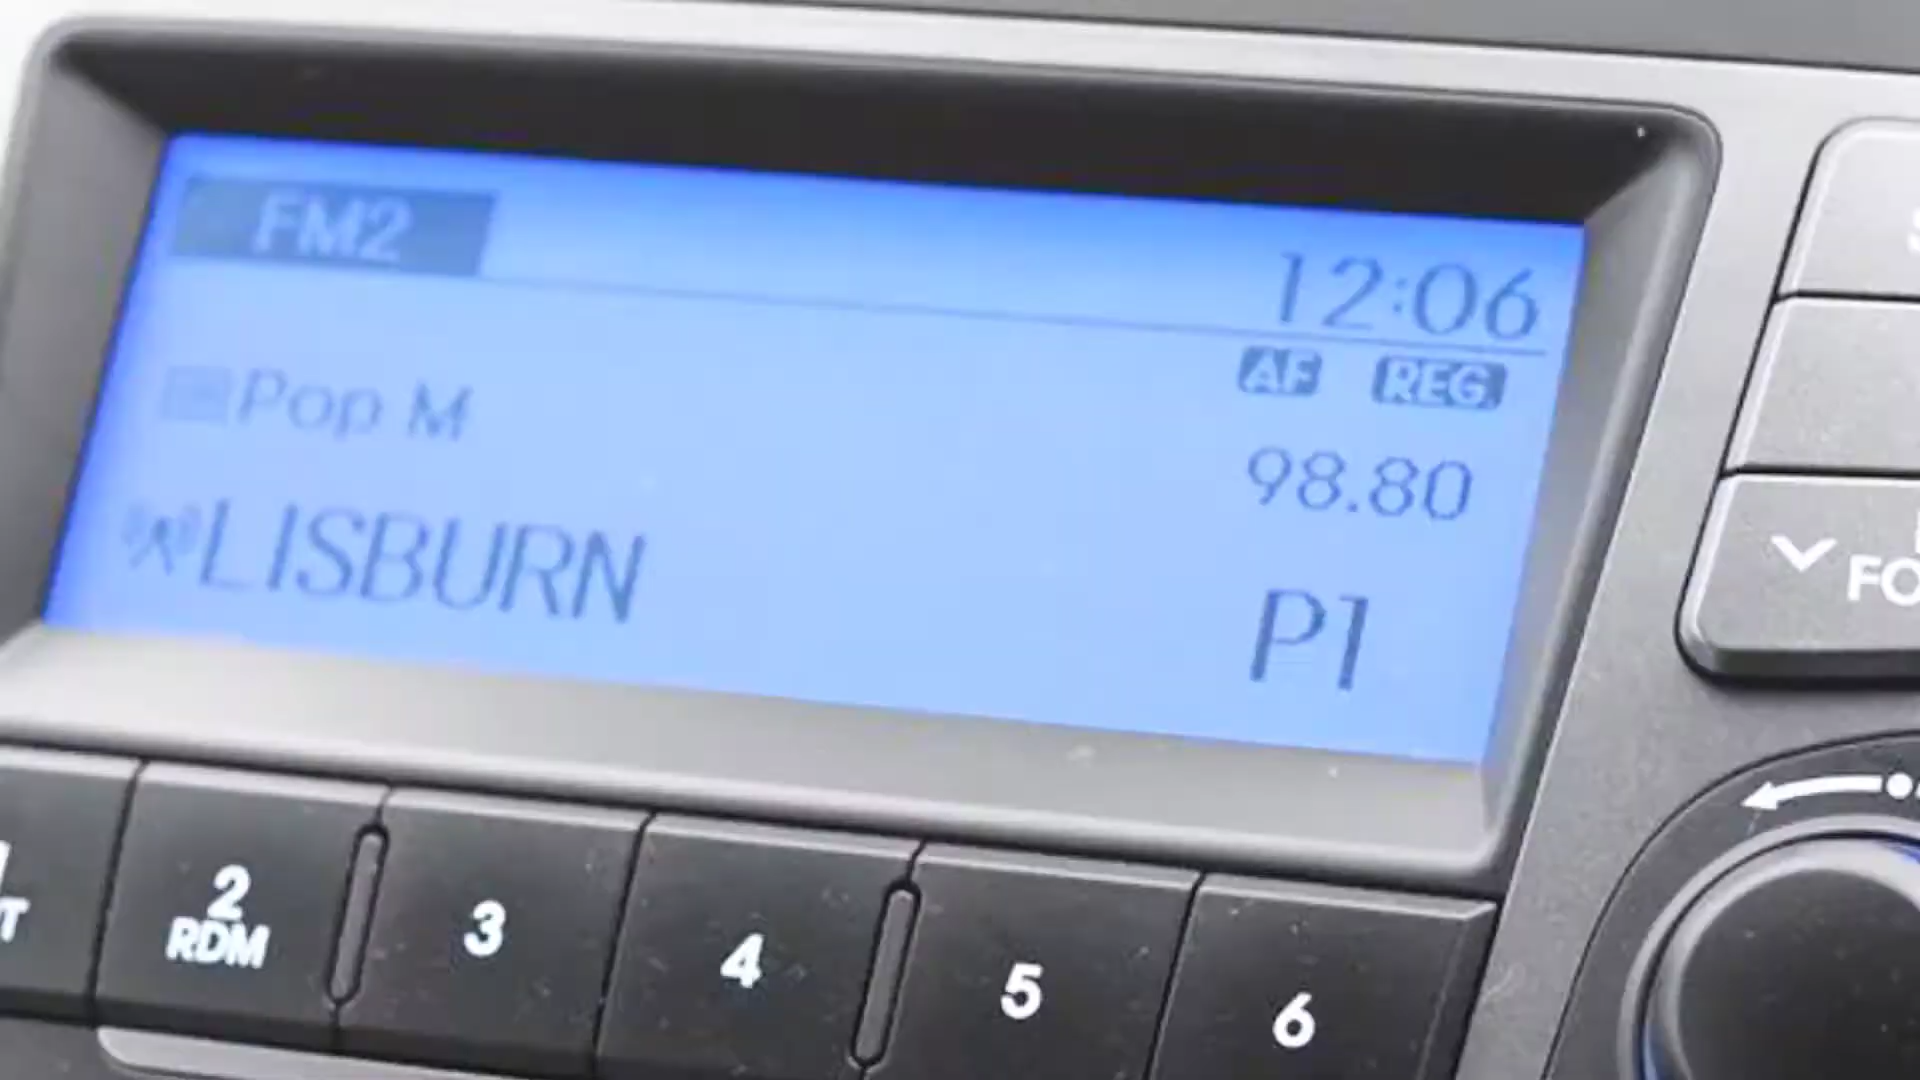 FM2
12:06
AF REG.
Pop M
98.80
LISBURN
P1
FO
2
RDM
3
4
5
6